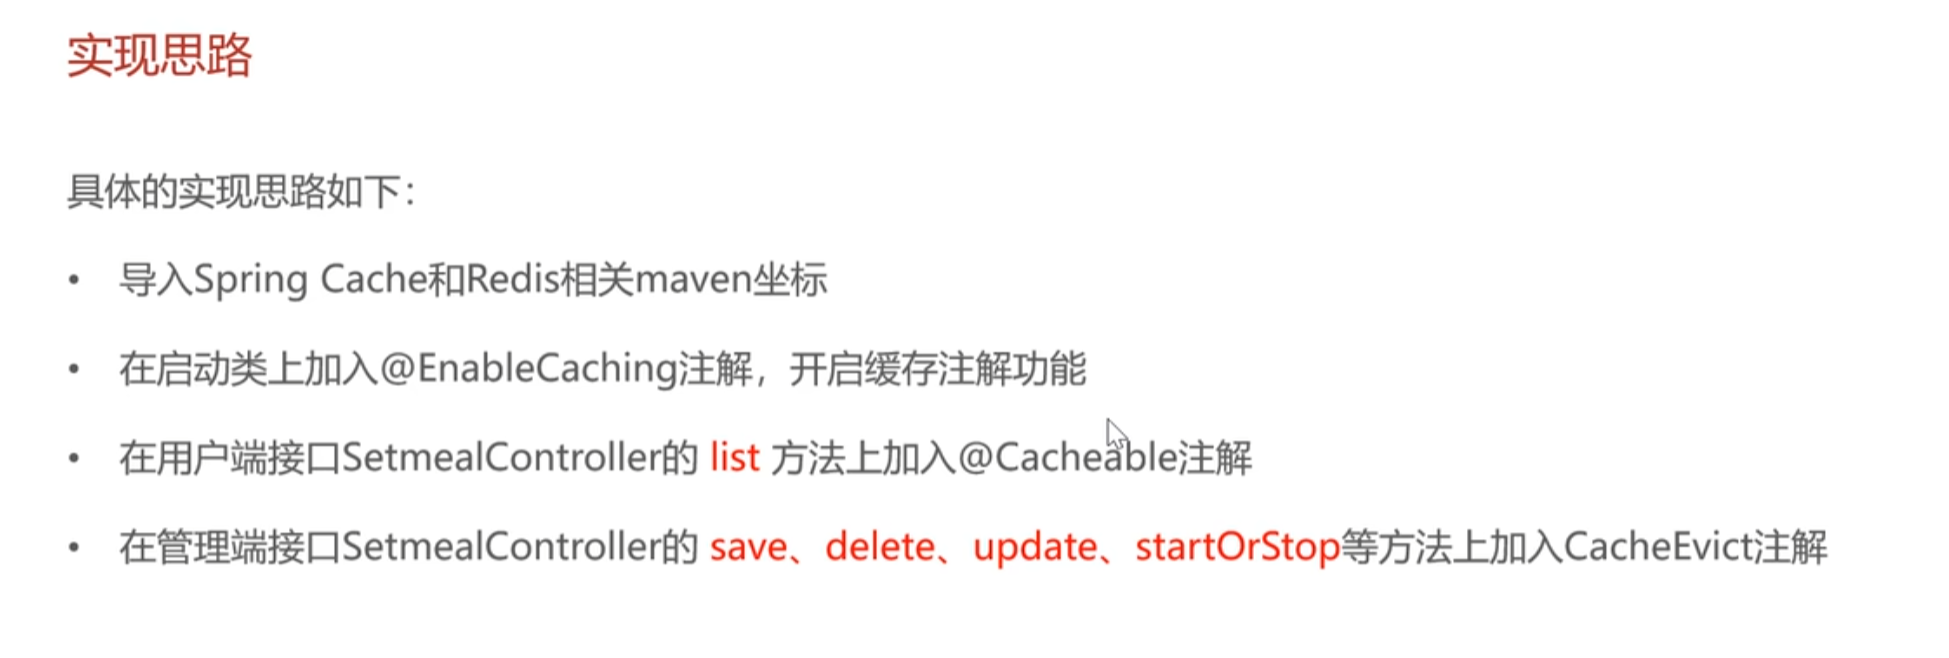 实现思路
具体的实现思路如下：
• 导入Spring Cache和Redis相关maven坐标
• 在启动类上加入@EnableCaching注解，开启缓存注解功能
• 在用户端接口SetmealController的 list 方法上加入@Cacheable注解
• 在管理端接口SetmealController的 save、delete、update、startOrStop等方法上加入CacheEvict注解